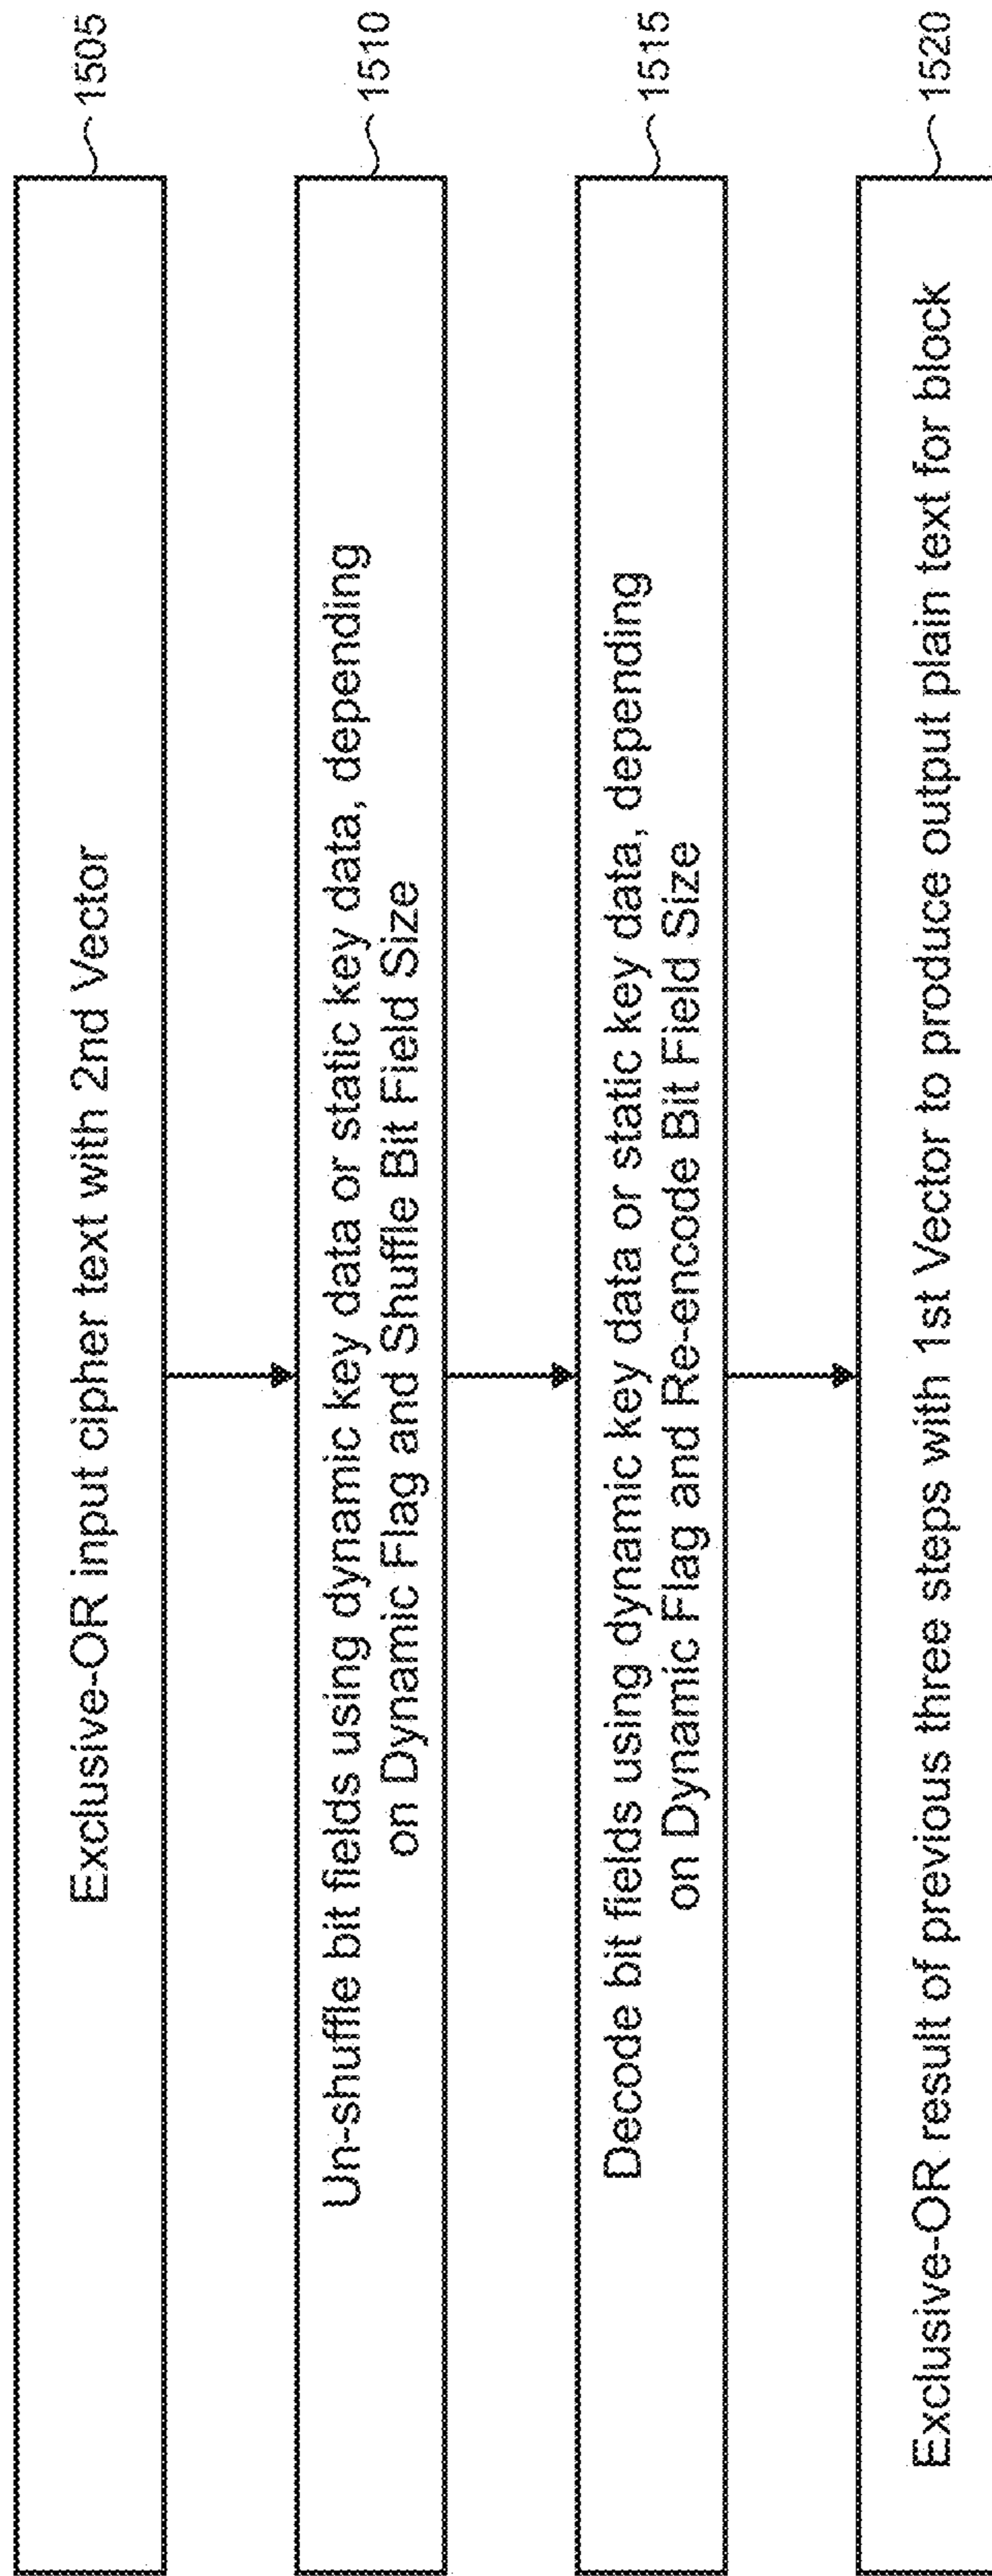 Exclusive-OR input cipher text with 2nd Vector
1505
Un-shuffle bit fields using dynamic key data or static key data, depending
on Dynamic Flag and Shuffle Bit Field Size
1510
Decode bit fields using dynamic key data or static key data, depending
on Dynamic Flag and Re-encode Bit Field Size
1515
Exclusive-OR result of previous three steps with 1st Vector to produce output plain text for block
1520